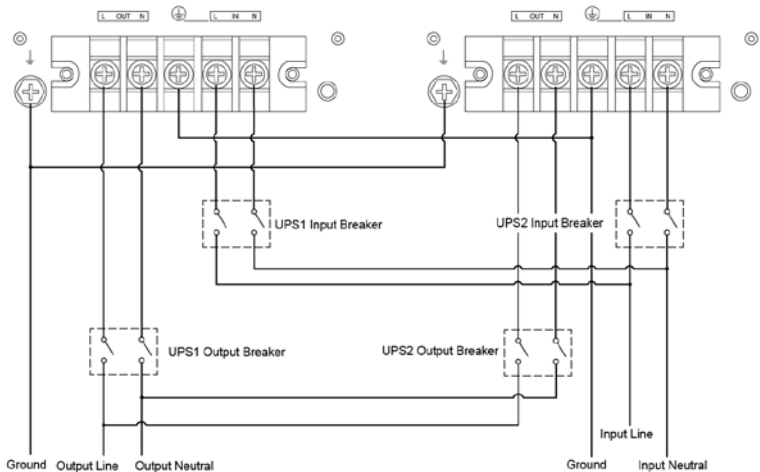 L OUT N L IN N L OUT N L IN N
UPS1 Input Breaker UPS2 Input Breaker
UPS1 Output Breaker UPS2 Output Breaker
Input Line
Ground Output Line Output Neutral Ground Input Neutral